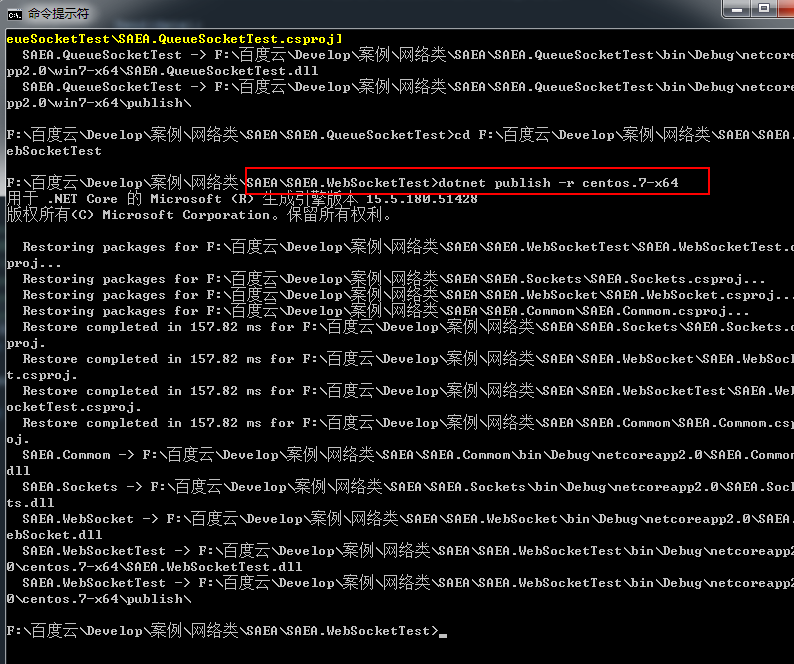 命令提示符
eueSocketTest\SAEA.QueueSocketTest.csproj]
SAEA.QueueSocketTest -> F:\百度云\Develop\案例\网络类\SAEA\SAEA.QueueSocketTest\bin\Debug\netcore
pp2.0\win7-x64\SAEA.QueueSocketTest.dll
SAEA.QueueSocketTest -> F:\百度云\Develop\案例\网络类\SAEA\SAEA.QueueSocketTest\bin\Debug\netcore
pp2.0\win7-x64\publish\
F:\百度云\Develop\案例\网络类\SAEA\SAEA.QueueSocketTest>cd F:\百度云\Develop\案例\网络类\SAEA\SAEA.
ebSocketTest
F:\百度云\Develop\案例\网络类\SAEA\SAEA.WebSocketTest>dotnet publish -r centos.7-x64
用于 .NET Core 的 Microsoft (R) 生成引擎版本 15.5.180.51428
版权所有(C) Microsoft Corporation。保留所有权利。
Restoring packages for F:\百度云\Develop\案例\网络类\SAEA\SAEA.WebSocketTest\SAEA.WebSocketTest.c
proj...
Restoring packages for F:\百度云\Develop\案例\网络类\SAEA\SAEA.Sockets\SAEA.Sockets.csproj...
Restoring packages for F:\百度云\Develop\案例\网络类\SAEA\SAEA.WebSocket\SAEA.WebSocket.csproj...
Restoring packages for F:\百度云\Develop\案例\网络类\SAEA\SAEA.Commom\SAEA.Commom.csproj...
Restore completed in 157.82 ms for F:\百度云\Develop\案例\网络类\SAEA\SAEA.Sockets\SAEA.Sockets.c
proj.
Restore completed in 157.82 ms for F:\百度云\Develop\案例\网络类\SAEA\SAEA.WebSocket\SAEA.WebSock
t.csproj.
Restore completed in 157.82 ms for F:\百度云\Develop\案例\网络类\SAEA\SAEA.WebSocketTest\SAEA.Web
ocketTest.csproj.
Restore completed in 157.82 ms for F:\百度云\Develop\案例\网络类\SAEA\SAEA.Commom\SAEA.Commom.csp
oj.
SAEA.Commom -> F:\百度云\Develop\案例\网络类\SAEA\SAEA.Commom\bin\Debug\netcoreapp2.0\SAEA.Commom
dll
SAEA.Sockets -> F:\百度云\Develop\案例\网络类\SAEA\SAEA.Sockets\bin\Debug\netcoreapp2.0\SAEA.Sock
ts.dll
SAEA.WebSocket -> F:\百度云\Develop\案例\网络类\SAEA\SAEA.WebSocket\bin\Debug\netcoreapp2.0\SAEA.
ebSocket.dll
SAEA.WebSocketTest -> F:\百度云\Develop\案例\网络类\SAEA\SAEA.WebSocketTest\bin\Debug\netcoreapp2
0\centos.7-x64\SAEA.WebSocketTest.dll
SAEA.WebSocketTest -> F:\百度云\Develop\案例\网络类\SAEA\SAEA.WebSocketTest\bin\Debug\netcoreapp2
0\centos.7-x64\publish\
F:\百度云\Develop\案例\网络类\SAEA\SAEA.WebSocketTest>_